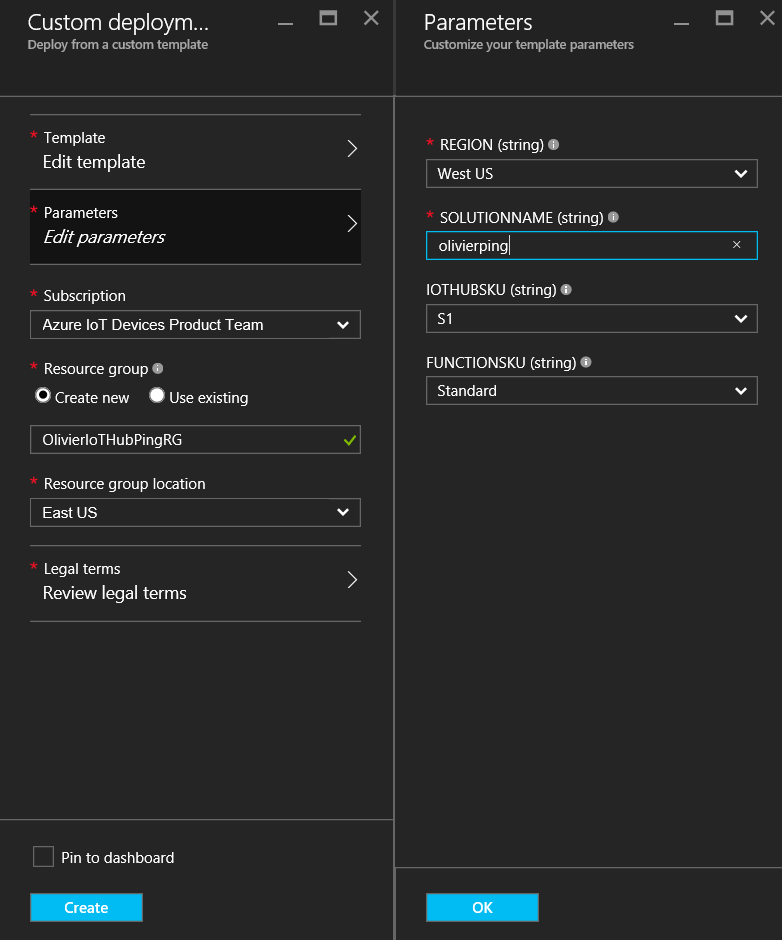 Custom deploym...
Deploy from a custom template
* Template
Edit template
* Parameters
Edit parameters
* Subscription
Azure IoT Devices Product Team
* Resource group
Create new
Use existing
OlivierIoTHubPingRG
* Resource group location
East US
* Legal terms
Review legal terms
Pin to dashboard
Create
Parameters
Customize your template parameters
* REGION (string)
West US
* SOLUTIONNAME (string)
olivierping
IOTHUBSKU (string)
S1
FUNCTIONSKU (string)
Standard
OK